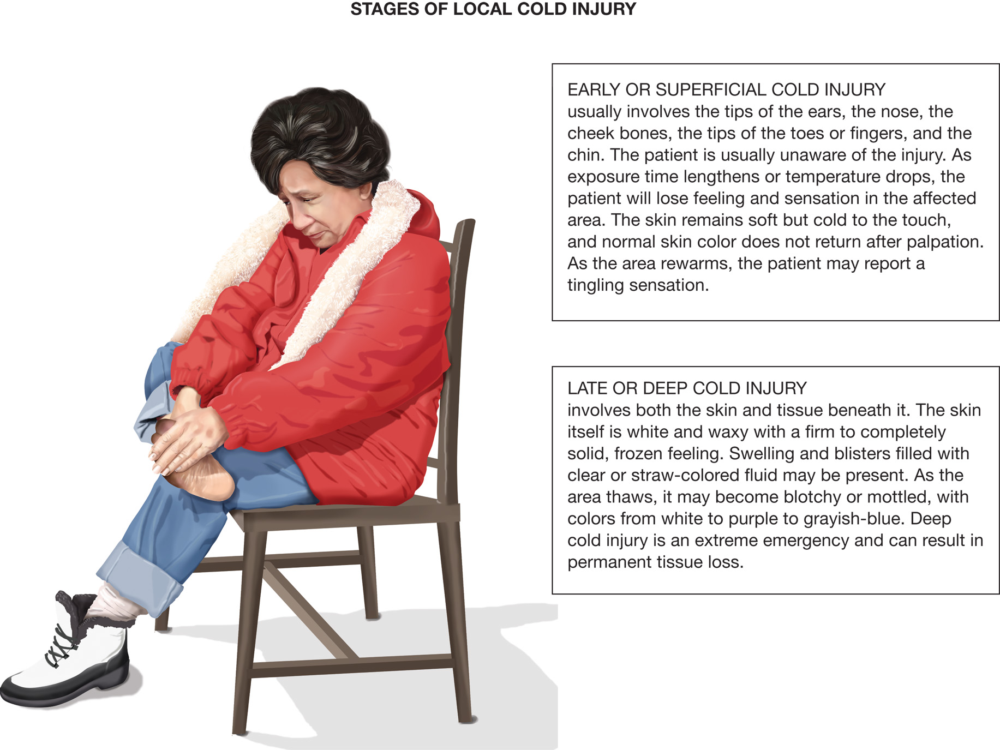 STAGES OF LOCAL COLD INJURY
EARLY OR SUPERFICIAL COLD INJURY
usually involves the tips of the ears, the nose, the
cheek bones, the tips of the toes or fingers, and the
chin. The patient is usually unaware of the injury. As
exposure time lengthens or temperature drops, the
patient will lose feeling and sensation in the affected
area. The skin remains soft but cold to the touch,
and normal skin color does not return after palpation.
As the area rewarms, the patient may report a
tingling sensation.
LATE OR DEEP COLD INJURY
involves both the skin and tissue beneath it. The skin
itself is white and waxy with a firm to completely
solid, frozen feeling. Swelling and blisters filled with
clear or straw-colored fluid may be present. As the
area thaws, it may become blotchy or mottled, with
colors from white to purple to grayish-blue. Deep
cold injury is an extreme emergency and can result in
permanent tissue loss.